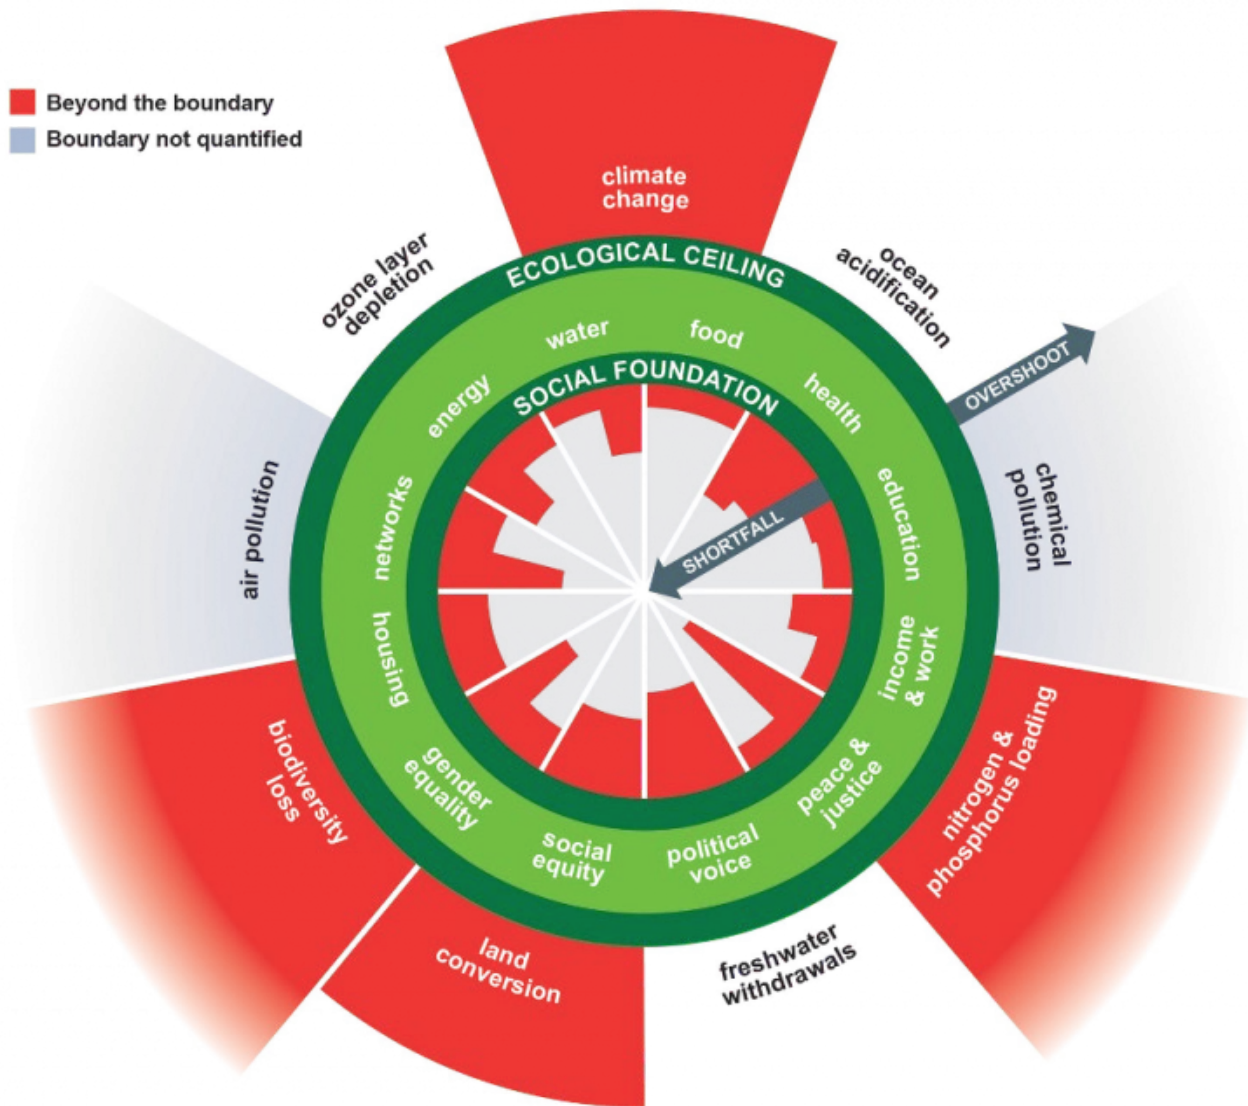 Beyond the boundary
Boundary not quantified
climate
change
ozone layer
depletion
ocean
acidification
ECOLOGICAL CEILING
water
food
energy
health
SOCIAL FOUNDATION
OVERSHOOT
networks
education
air pollution
chemical
pollution
SHORTFALL
housing
income
& work
biodiversity
loss
nitrogen &
phosphorus loading
gender
equality
peace &
justice
social
equity
political
voice
land
conversion
freshwater
withdrawals